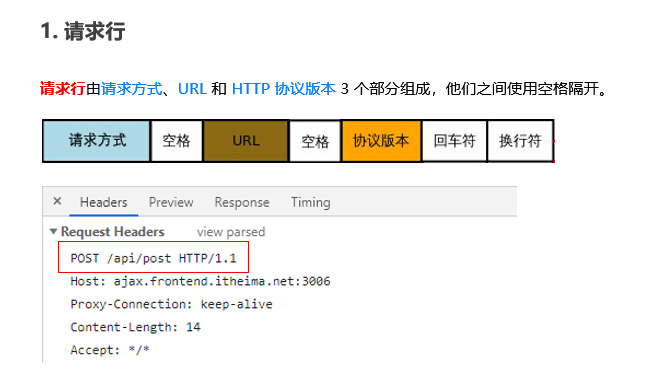 1. 请求行
请求行由请求方式、URL 和 HTTP 协议版本 3 个部分组成，他们之间使用空格隔开。
请求方式 空格 URL 空格 协议版本 回车符 换行符
× Headers Preview Response Timing
▼ Request Headers view parsed
POST /api/post HTTP/1.1
Host: ajax.frontend.itheima.net:3006
Proxy-Connection: keep-alive
Content-Length: 14
Accept: */*